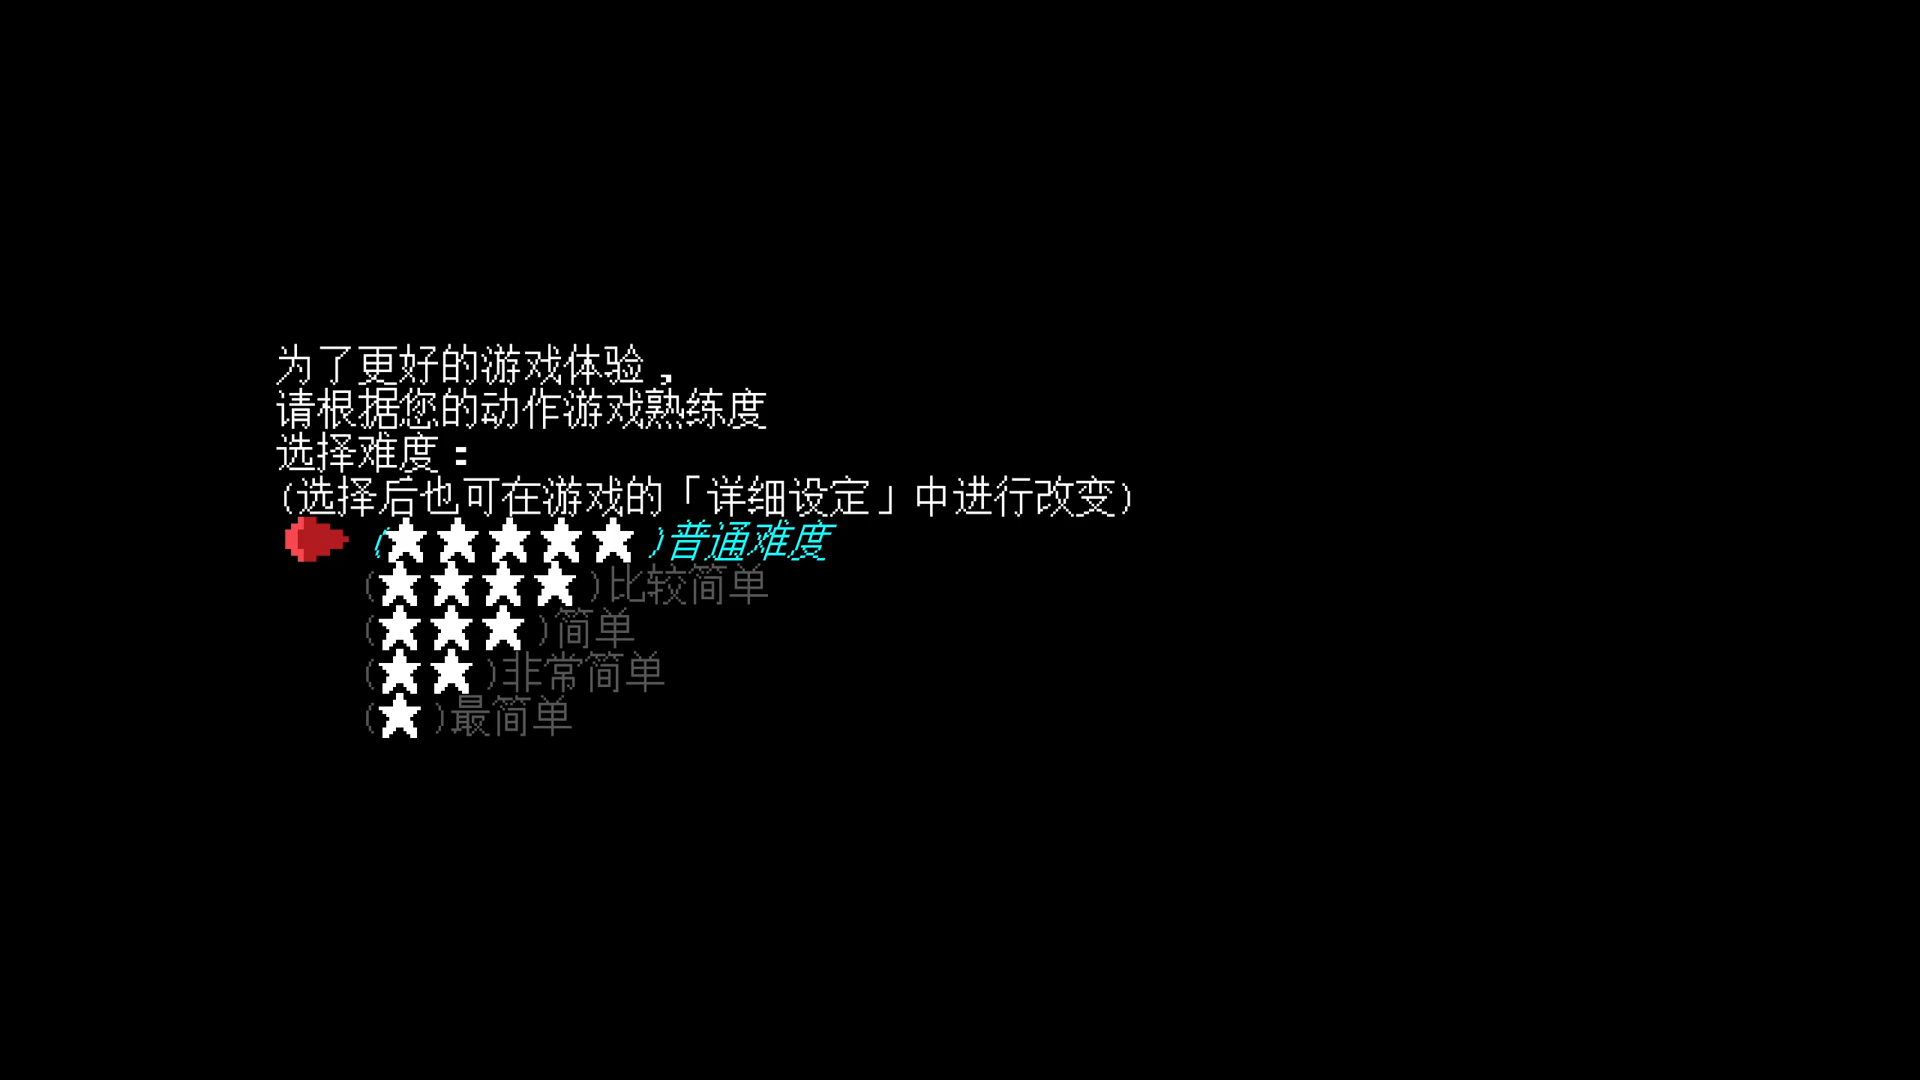 为了更好的游戏体验，
请根据您的动作游戏熟练度
选择难度：
(选择后也可在游戏的「详细设定」中进行改变)
(★★★★★)普通难度
(★★★★)比较简单
(★★★)简单
(★★)非常简单
(★)最简单